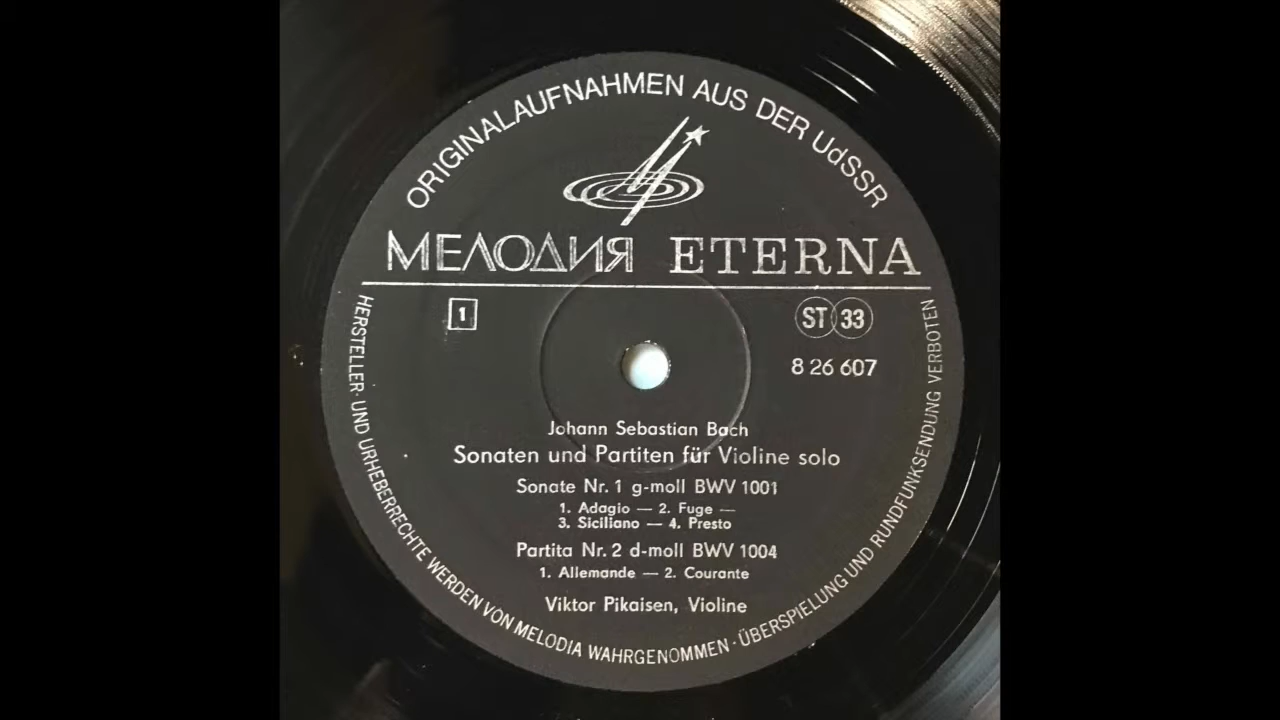 ORIGINALAUFNAHMEN AUS DER UdSSR
МЕЛОДИЯ ETERNA
1
ST 33
8 26 607
Johann Sebastian Bach
Sonaten und Partiten für Violine solo
Sonate Nr. 1 g-moll BWV 1001
1. Adagio — 2. Fuge —
3. Siciliano — 4. Presto
Partita Nr. 2 d-moll BWV 1004
1. Allemande — 2. Courante
Viktor Pikaisen, Violine
HERSTELLER- UND URHEBERRECHTE WERDEN VON MELODIA WAHRGENOMMEN · ÜBERSPIELUNG UND RUNDFUNKSENDUNG VERBOTEN